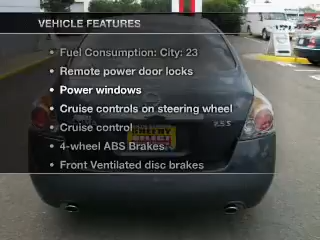 VEHICLE FEATURES
Fuel Consumption: City: 23
Remote power door locks
Power windows
Cruise controls on steering wheel
Cruise control
4-wheel ABS Brakes
Front Ventilated disc brakes